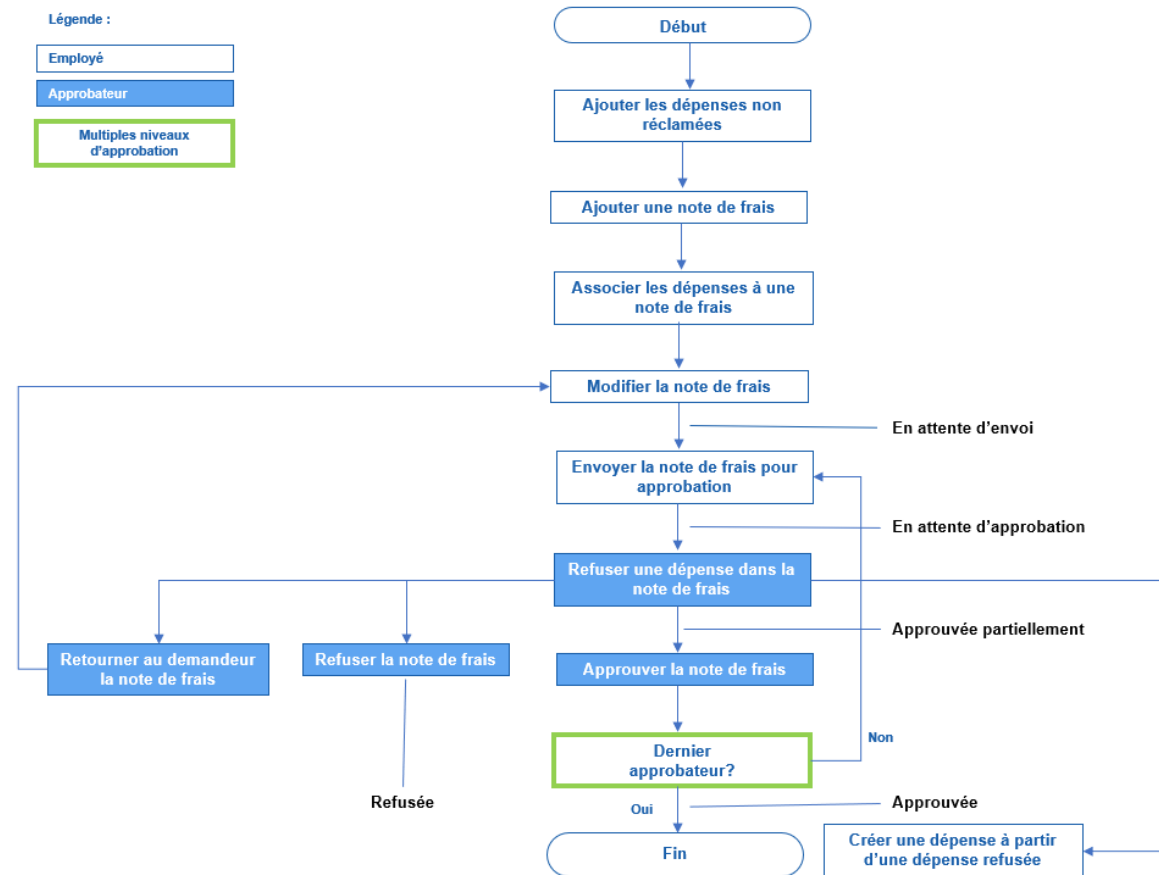 Légende :
Employé
Approbateur
Multiples niveaux
d'approbation
Début
Ajouter les dépenses non
réclamées
Ajouter une note de frais
Associer les dépenses à une
note de frais
Modifier la note de frais
En attente d'envoi
Envoyer la note de frais pour
approbation
En attente d'approbation
Refuser une dépense dans la
note de frais
Approuvée partiellement
Retourner au demandeur
la note de frais
Refuser la note de frais
Approuver la note de frais
Non
Dernier
approbateur?
Refusée
Oui
Approuvée
Fin
Créer une dépense à partir
d'une dépense refusée